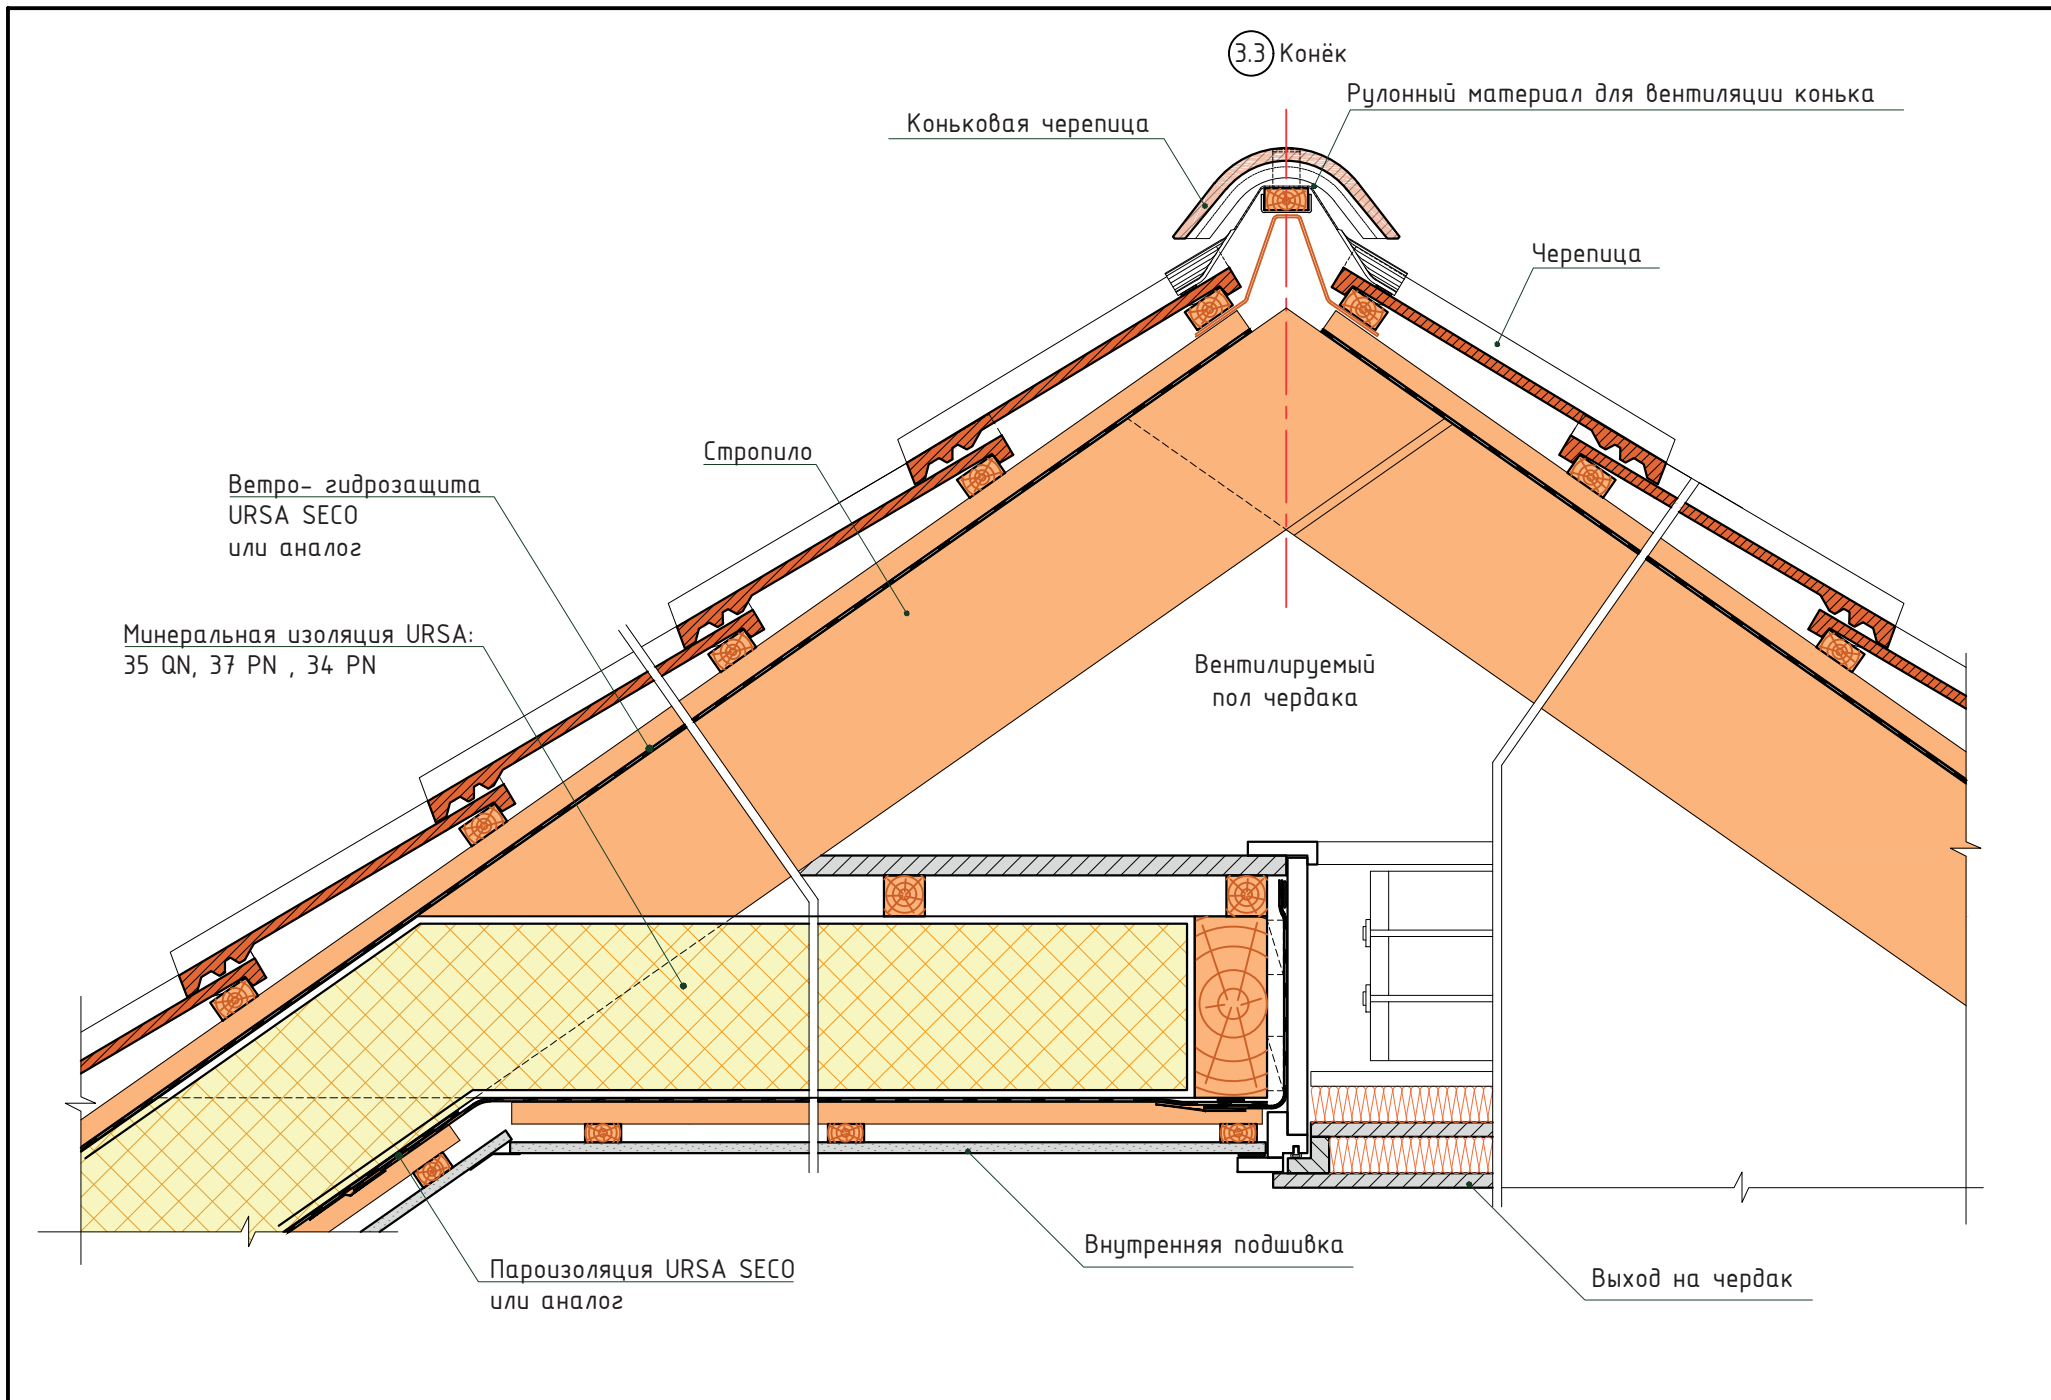 3.3 Конёк
Рулонный материал для вентиляции конька
Коньковая черепица
Черепица
Стропило
Ветро- гидрозащита
URSA SECO
или аналог
Минеральная изоляция URSA:
35 QN, 37 PN , 34 PN
Вентилируемый
пол чердака
Внутренняя подшивка
Пароизоляция URSA SECO
или аналог
Выход на чердак